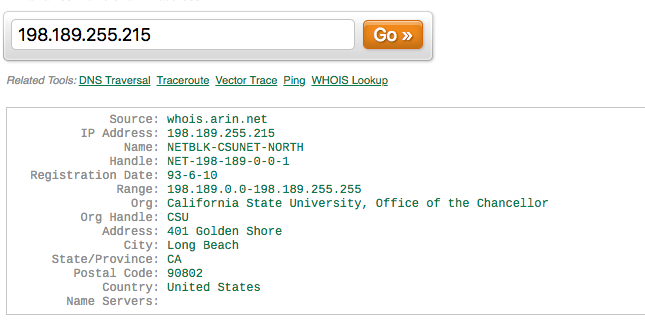 198.189.255.215 Go »
Related Tools: DNS Traversal Traceroute Vector Trace Ping WHOIS Lookup
Source: whois.arin.net
IP Address: 198.189.255.215
Name: NETBLK-CSUNET-NORTH
Handle: NET-198-189-0-0-1
Registration Date: 93-6-10
Range: 198.189.0.0-198.189.255.255
Org: California State University, Office of the Chancellor
Org Handle: CSU
Address: 401 Golden Shore
City: Long Beach
State/Province: CA
Postal Code: 90802
Country: United States
Name Servers: